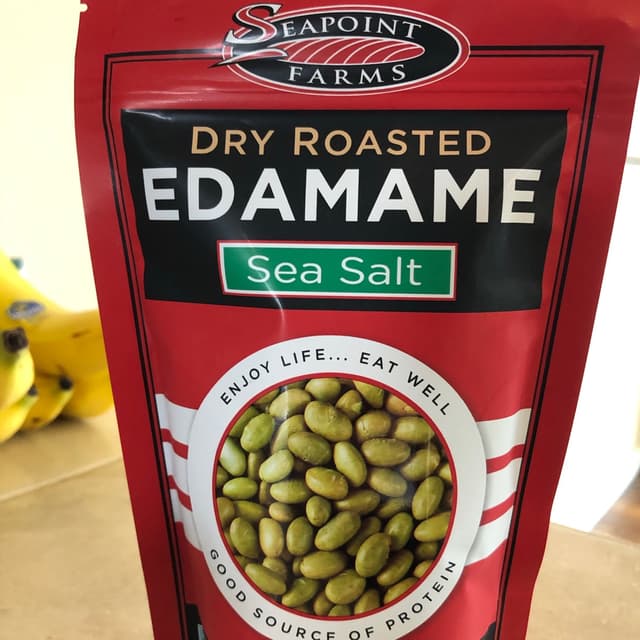 SEAPOINT
FARMS
DRY ROASTED
EDAMAME
Sea Salt
ENJOY LIFE... EAT WELL
GOOD SOURCE OF PROTEIN